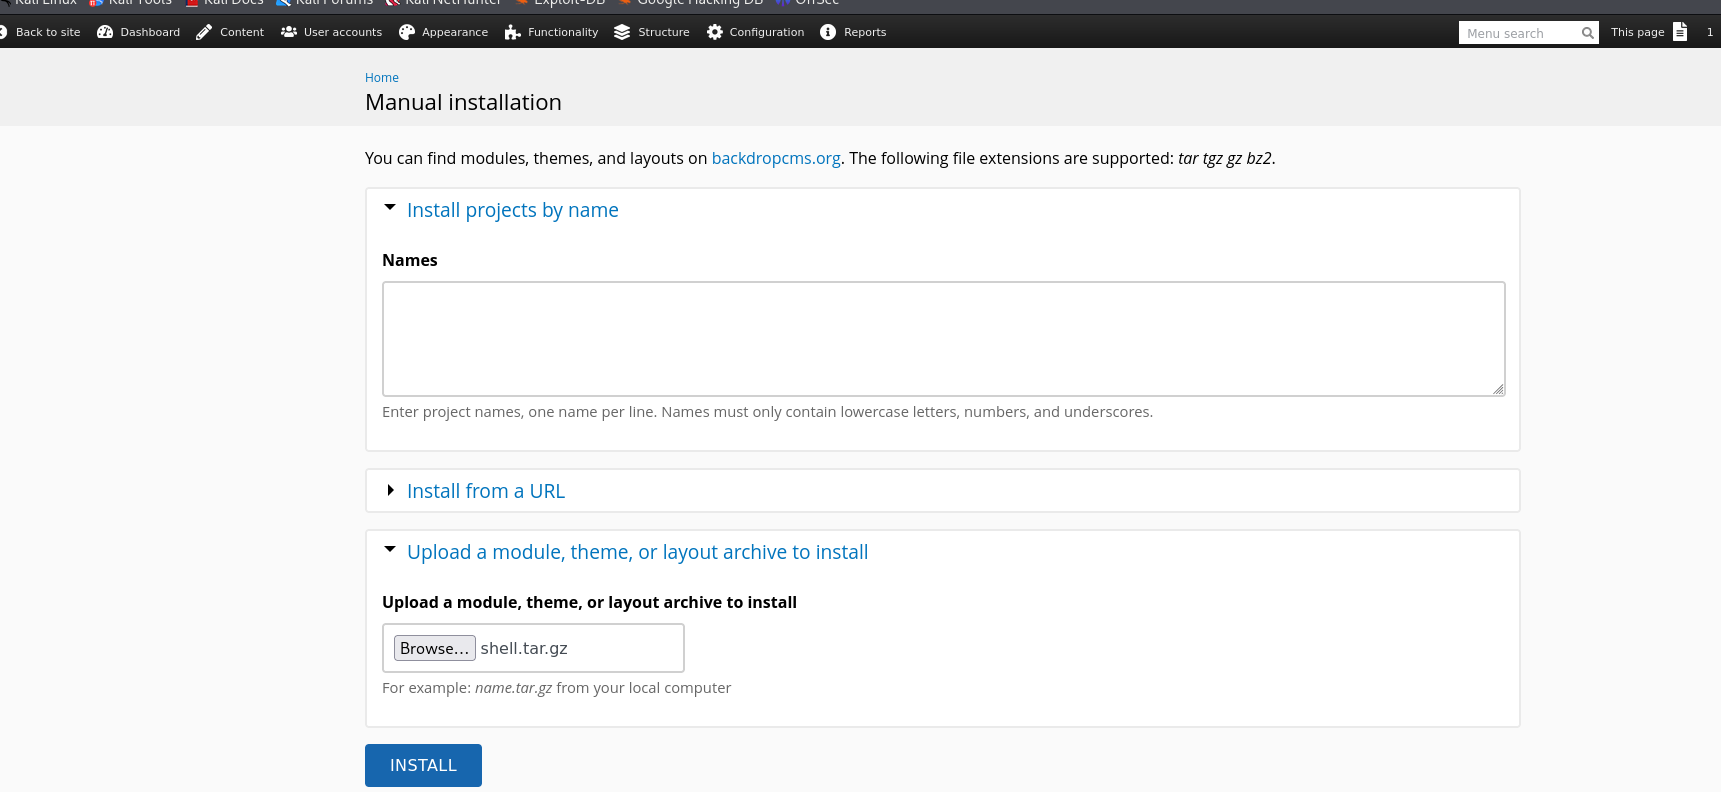 Kali Linux Kali Tools Kali Docs Kali Forums Kali NetHunter Exploit-DB Google Hacking DB OffSec
Back to site Dashboard Content User accounts Appearance Functionality Structure Configuration Reports Menu search This page 1
Home
Manual installation
You can find modules, themes, and layouts on backdropcms.org. The following file extensions are supported: tar tgz gz bz2.
Install projects by name
Names
Enter project names, one name per line. Names must only contain lowercase letters, numbers, and underscores.
Install from a URL
Upload a module, theme, or layout archive to install
Upload a module, theme, or layout archive to install
Browse... shell.tar.gz
For example: name.tar.gz from your local computer
INSTALL